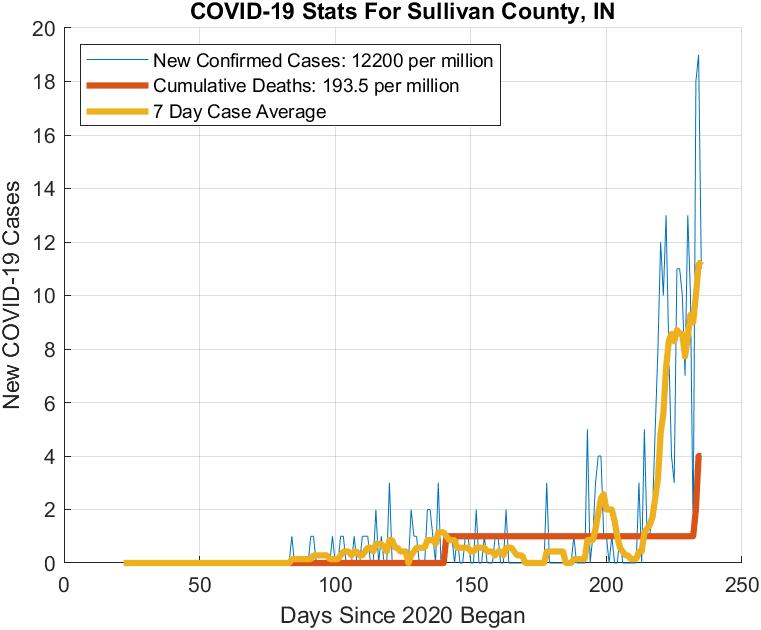 COVID-19 Stats For Sullivan County, IN
New Confirmed Cases: 12200 per million
Cumulative Deaths: 193.5 per million
7 Day Case Average
New COVID-19 Cases
20
18
16
14
12
10
8
6
4
2
0
0 50 100 150 200 250
Days Since 2020 Began